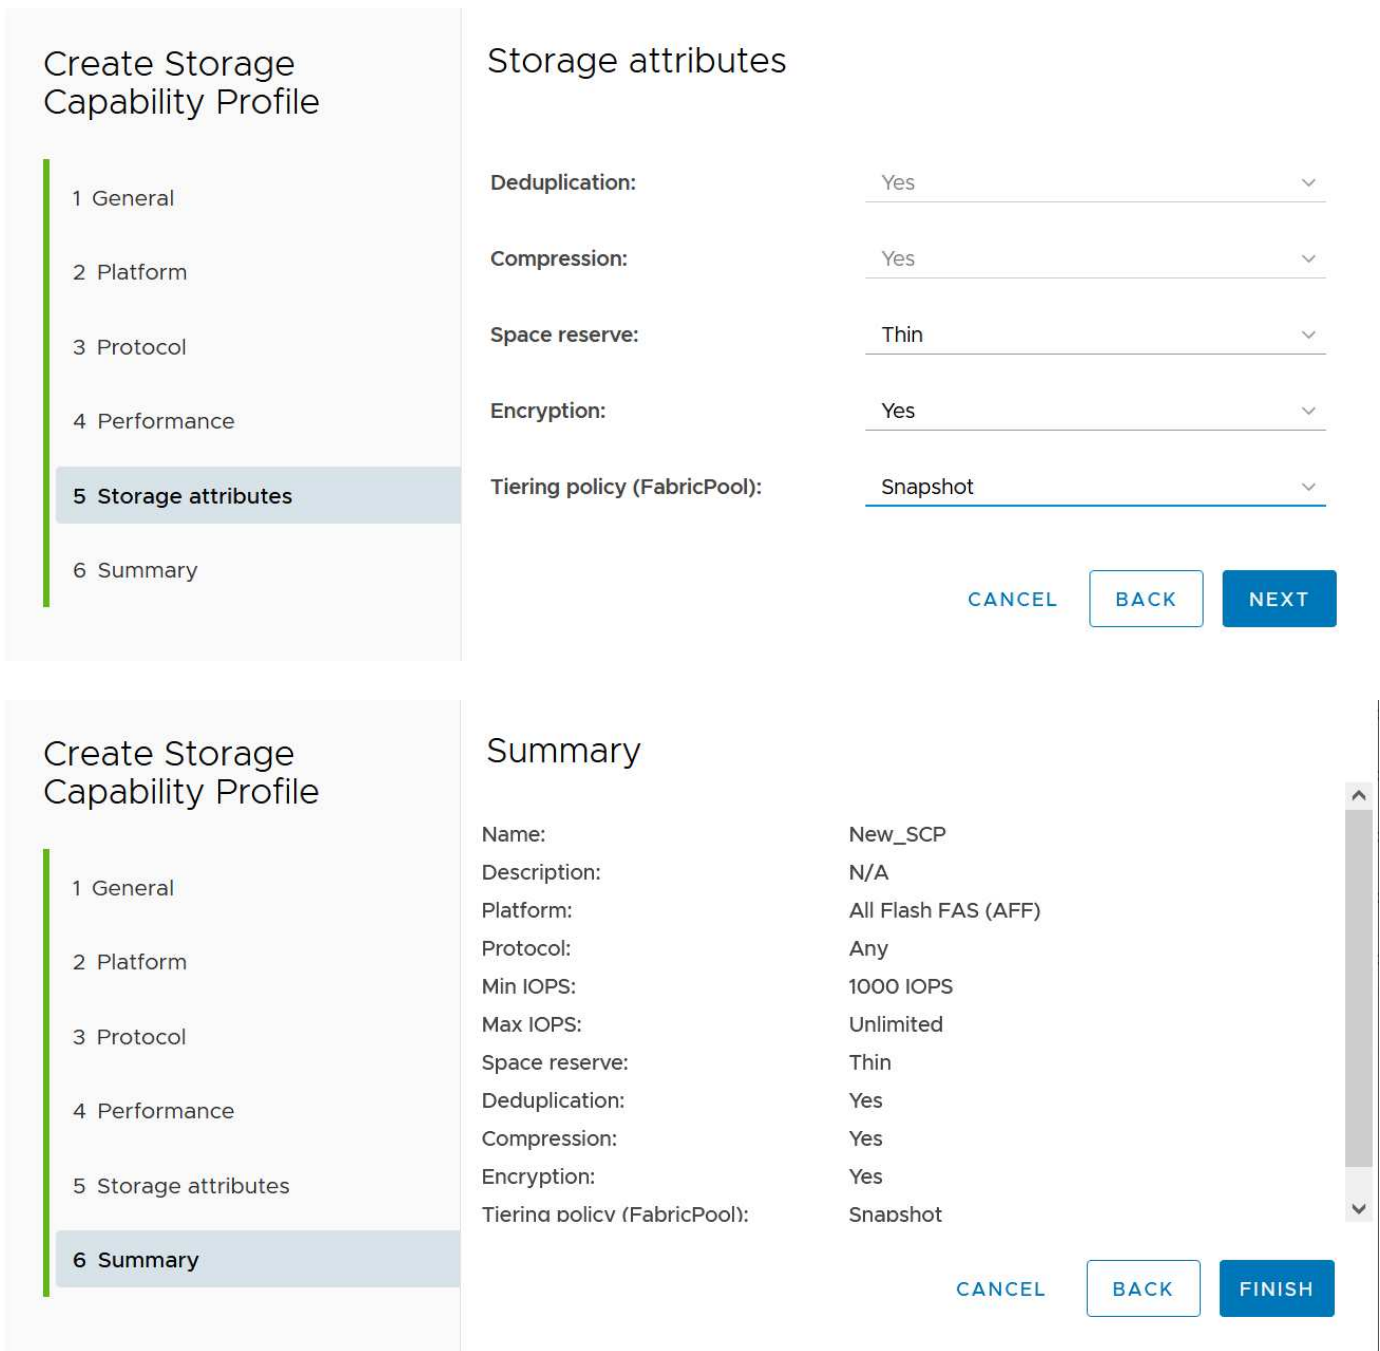 Create Storage
Capability Profile
1 General
2 Platform
3 Protocol
4 Performance
5 Storage attributes
6 Summary
Storage attributes
Deduplication: Yes
Compression: Yes
Space reserve: Thin
Encryption: Yes
Tiering policy (FabricPool): Snapshot
CANCEL BACK NEXT
Create Storage
Capability Profile
1 General
2 Platform
3 Protocol
4 Performance
5 Storage attributes
6 Summary
Summary
Name: New_SCP
Description: N/A
Platform: All Flash FAS (AFF)
Protocol: Any
Min IOPS: 1000 IOPS
Max IOPS: Unlimited
Space reserve: Thin
Deduplication: Yes
Compression: Yes
Encryption: Yes
Tiering policy (FabricPool): Snapshot
CANCEL BACK FINISH